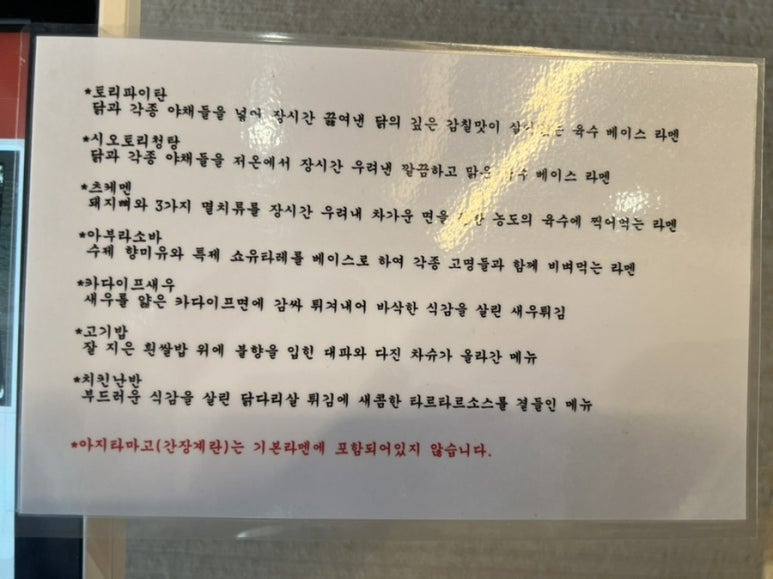 *토리파이탄
닭과 각종 야채들을 넣어 장시간 끓여낸 닭의 깊은 감칠맛이 육수 베이스 라멘
*시오토리청탕
닭과 각종 야채들을 저온에서 장시간 우려낸 깔끔하고 맑은 베이스 라멘
*츠케멘
돼지뼈와 3가지 멸치류를 장시간 우려내 차가운 면을 농도의 육수에 찍어먹는 라멘
*아부라소바
수제 향미유와 특제 쇼유타레를 베이스로 하여 각종 고명들과 함께 비벼먹는 라멘
*카다이프새우
새우를 얇은 카다이프면에 감싸 튀겨내어 바삭한 식감을 살린 새우튀김
*고기밥
잘 지은 흰쌀밥 위에 불향을 입힌 대파와 다진 차슈가 올라간 메뉴
*치킨난반
부드러운 식감을 살린 닭다리살 튀김에 새콤한 타르타르소스를 곁들인 메뉴
*아지타마고(간장계란)는 기본라멘에 포함되어있지 않습니다.